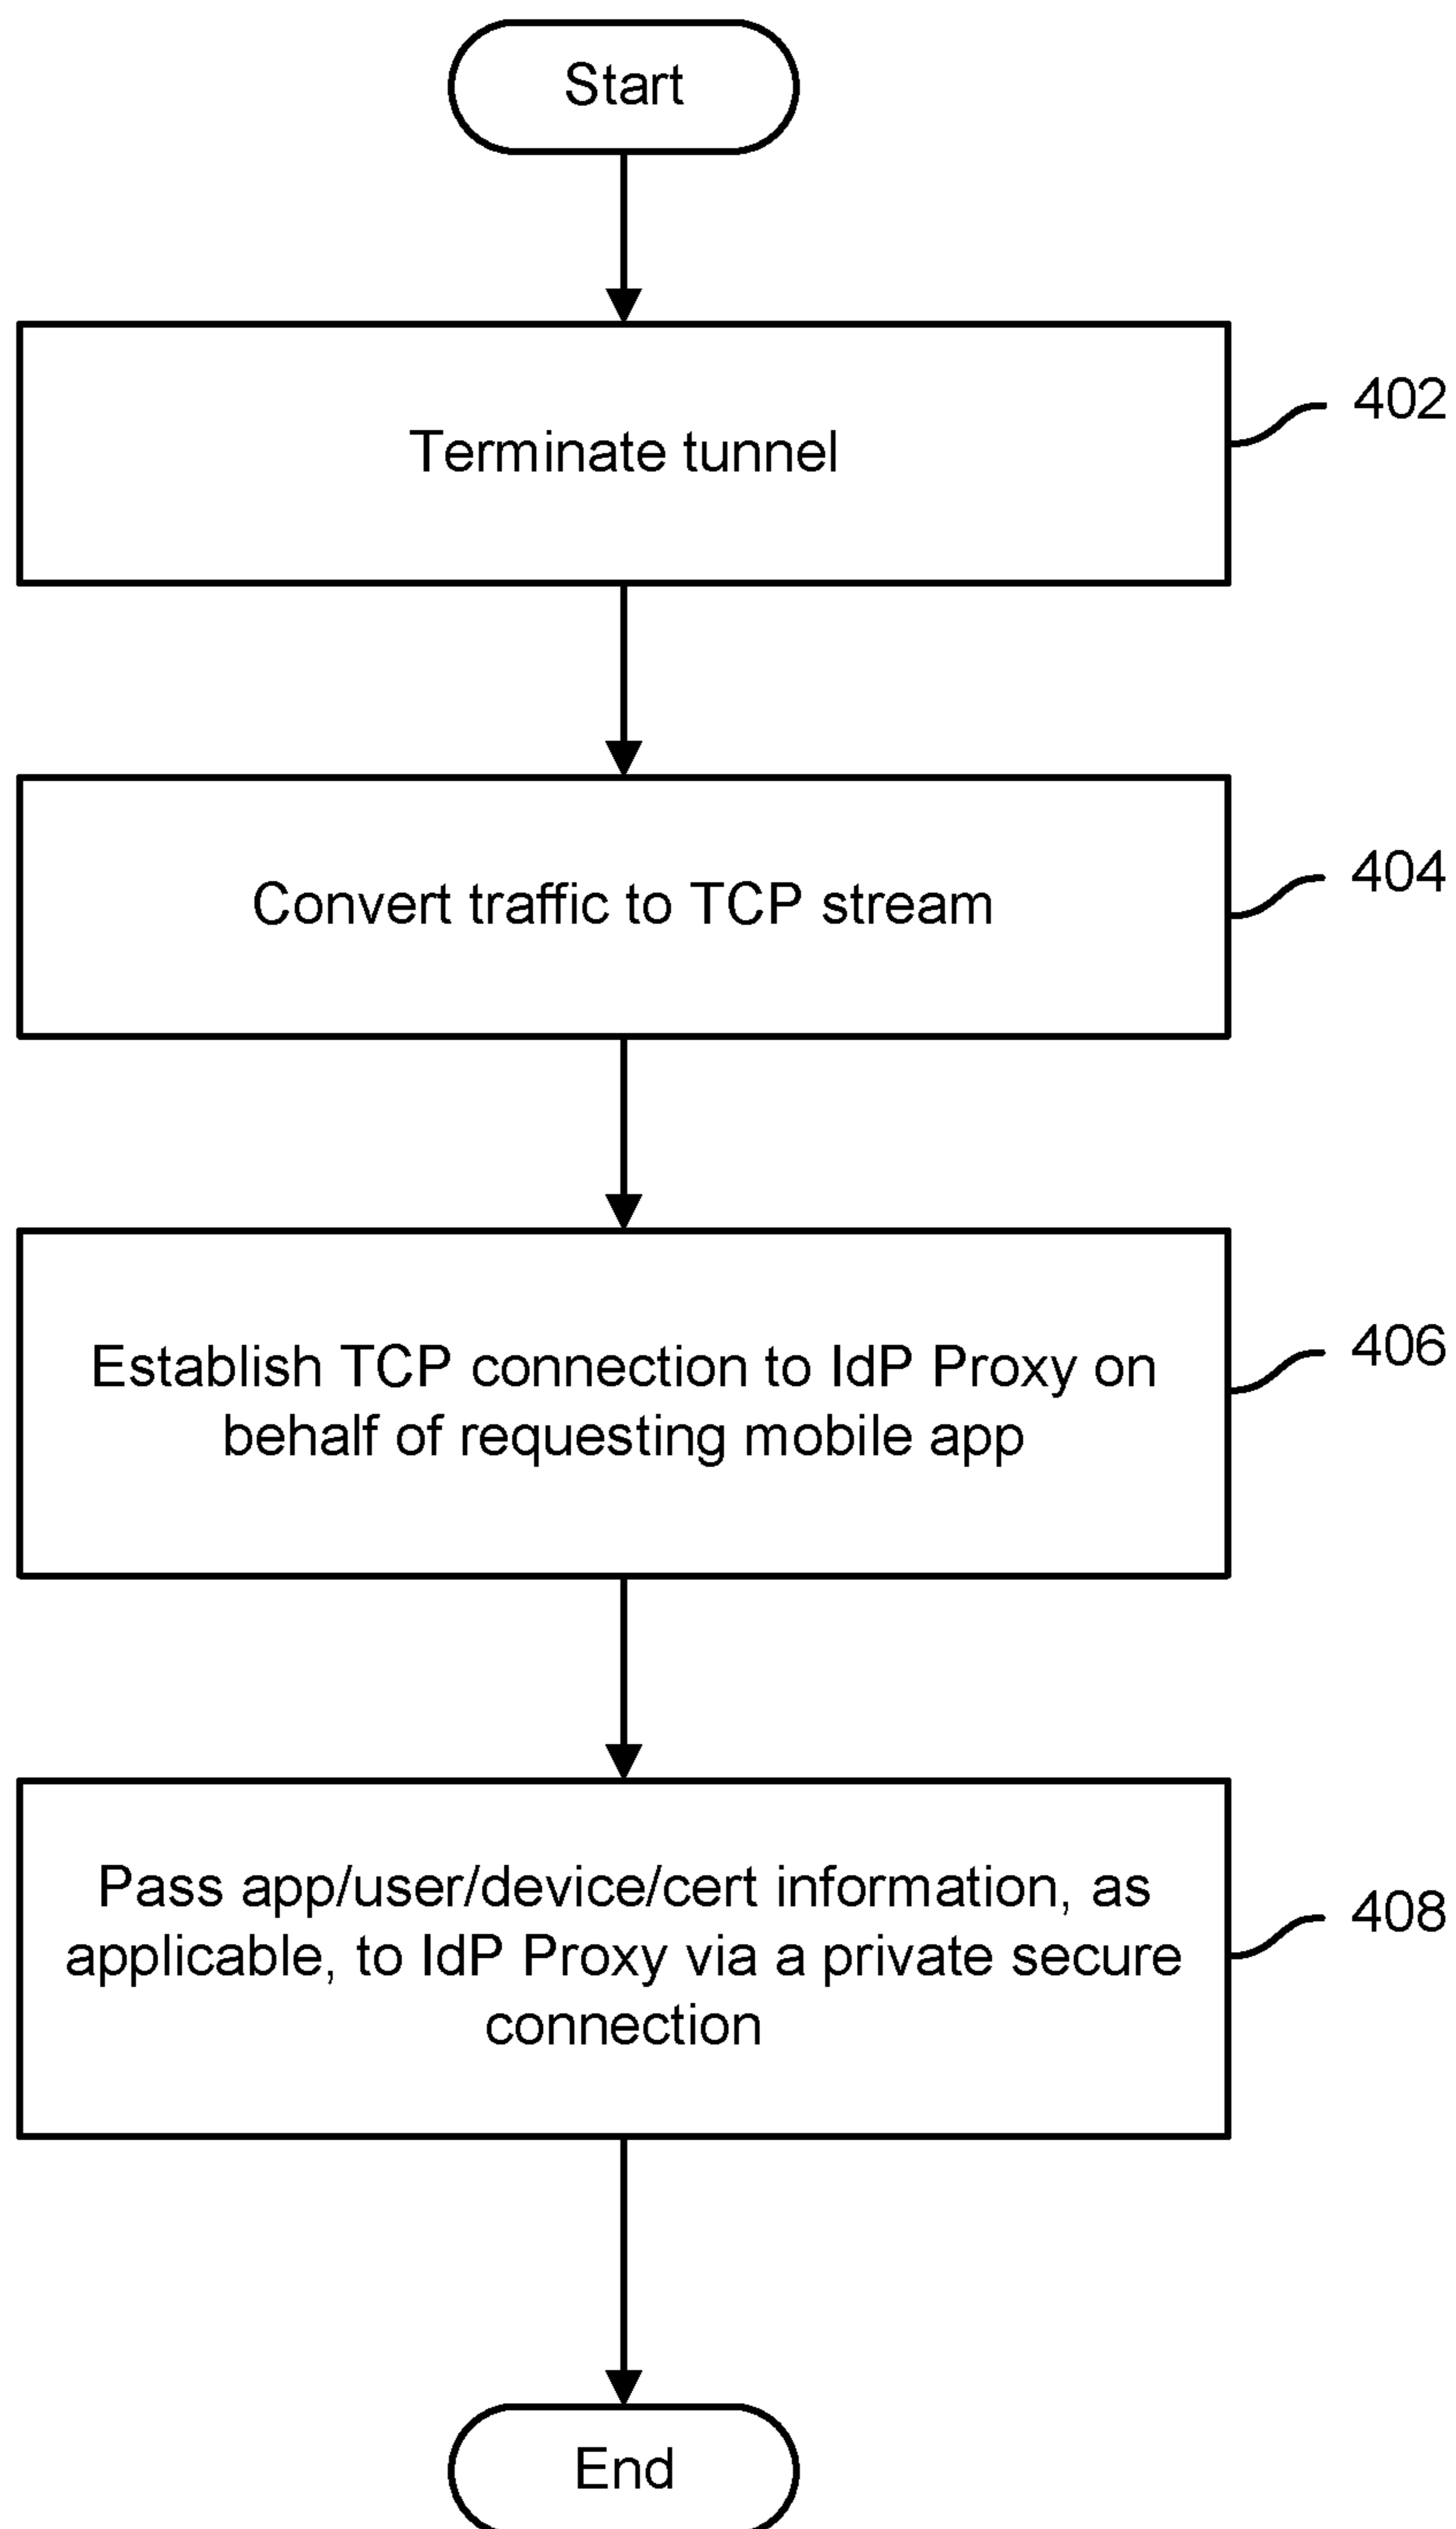 Start
Terminate tunnel
402
Convert traffic to TCP stream
404
Establish TCP connection to IdP Proxy on
behalf of requesting mobile app
406
Pass app/user/device/cert information, as
applicable, to IdP Proxy via a private secure
connection
408
End